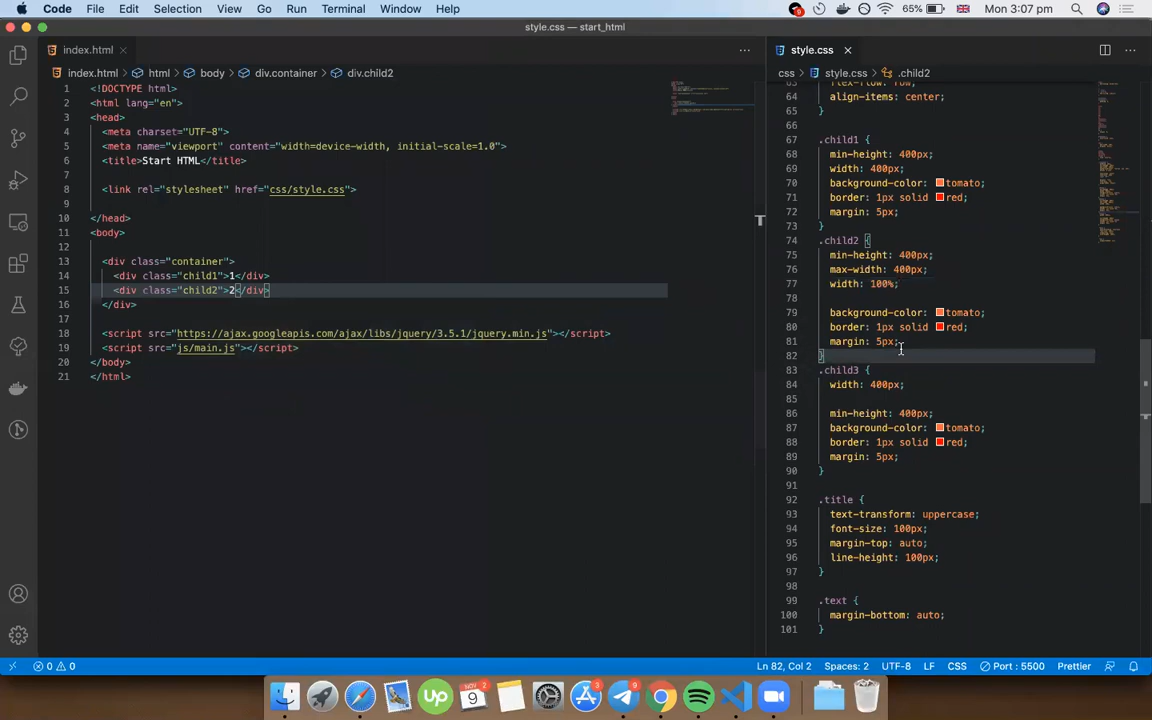 Code File Edit Selection View Go Run Terminal Window Help 65% Mon 3:07 pm
style.css — start_html
index.html
style.css
index.html > html > body > div.container > div.child2
css > style.css > .child2
1 <!DOCTYPE html>
2 <html lang="en">
3 <head>
4 <meta charset="UTF-8">
5 <meta name="viewport" content="width=device-width, initial-scale=1.0">
6 <title>Start HTML</title>
7
8 <link rel="stylesheet" href="css/style.css">
9
10 </head>
11 <body>
12
13 <div class="container">
14 <div class="child1">1</div>
15 <div class="child2">2</div>
16 </div>
17
18 <script src="https://ajax.googleapis.com/ajax/libs/jquery/3.5.1/jquery.min.js"></script>
19 <script src="js/main.js"></script>
20 </body>
21 </html>
63 flex-flow: row;
64 align-items: center;
65 }
66
67 .child1 {
68 min-height: 400px;
69 width: 400px;
70 background-color: tomato;
71 border: 1px solid red;
72 margin: 5px;
73 }
74 .child2 {
75 min-height: 400px;
76 max-width: 400px;
77 width: 100%;
78
79 background-color: tomato;
80 border: 1px solid red;
81 margin: 5px;
82 }
83 .child3 {
84 width: 400px;
85
86 min-height: 400px;
87 background-color: tomato;
88 border: 1px solid red;
89 margin: 5px;
90 }
91
92 .title {
93 text-transform: uppercase;
94 font-size: 100px;
95 margin-top: auto;
96 line-height: 100px;
97 }
98
99 .text {
100 margin-bottom: auto;
101 }
0 0 Ln 82, Col 2 Spaces: 2 UTF-8 LF CSS Port : 5500 Prettier
Up
NOV 2
9
3
9